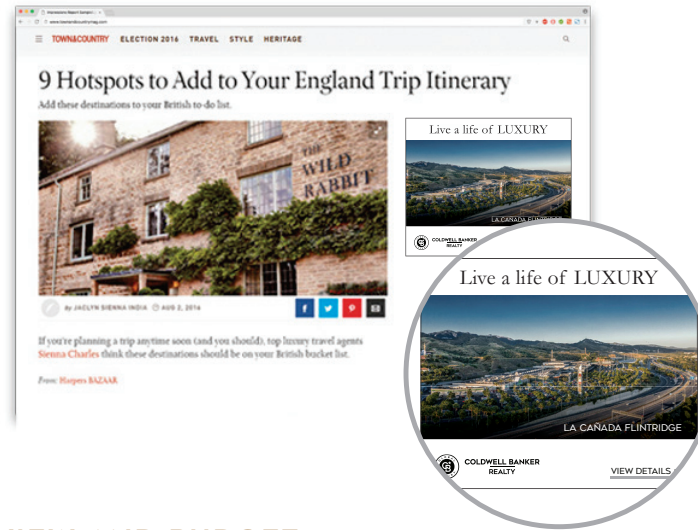 www.townandcountrymag.com
TOWN&COUNTRY ELECTION 2016 TRAVEL STYLE HERITAGE
9 Hotspots to Add to Your England Trip Itinerary
Add these destinations to your British to-do list.
THE
WILD
RABBIT
By JACLYN SIENNA INDIA AUG 2, 2016
If you're planning a trip anytime soon (and you should), top luxury travel agents
Sienna Charles think these destinations should be on your British bucket list.
From: Harpers BAZAAR
Live a life of LUXURY
LA CAÑADA FLINTRIDGE
COLDWELL BANKER
REALTY
Live a life of LUXURY
LA CAÑADA FLINTRIDGE
COLDWELL BANKER
REALTY
VIEW DETAILS